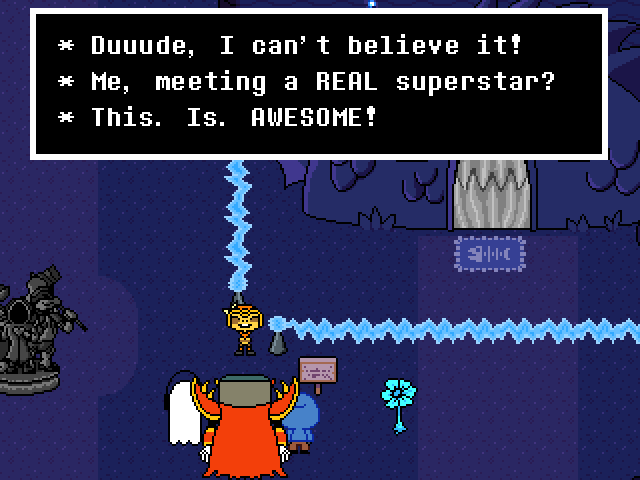 * Duuude, I can't believe it!
* Me, meeting a REAL superstar?
* This. Is. AWESOME!